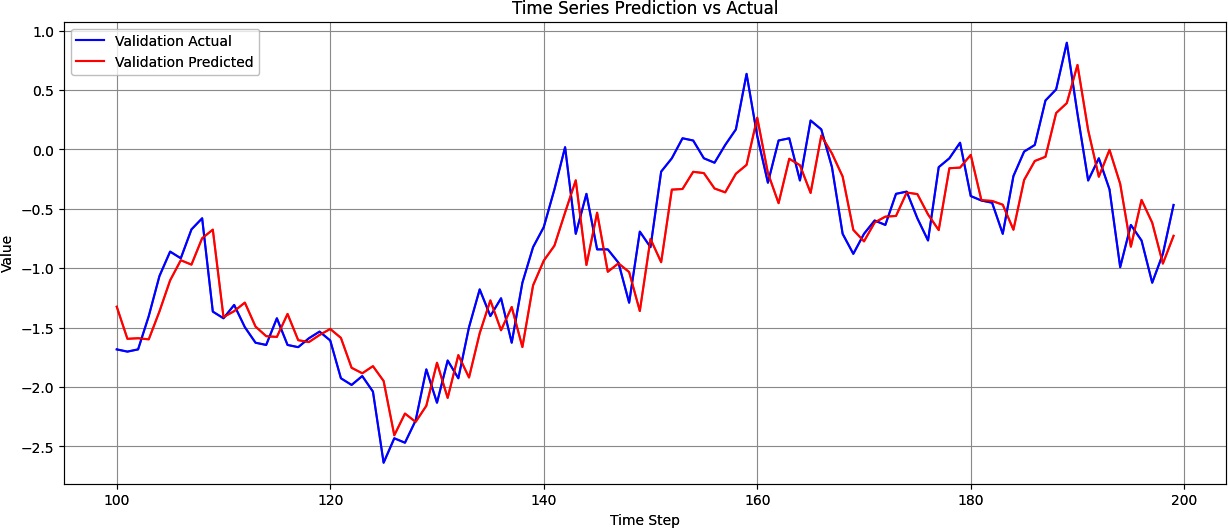 Time Series Prediction vs Actual
Validation Actual
Validation Predicted
Value
1.0
0.5
0.0
−0.5
−1.0
−1.5
−2.0
−2.5
100 120 140 160 180 200
Time Step